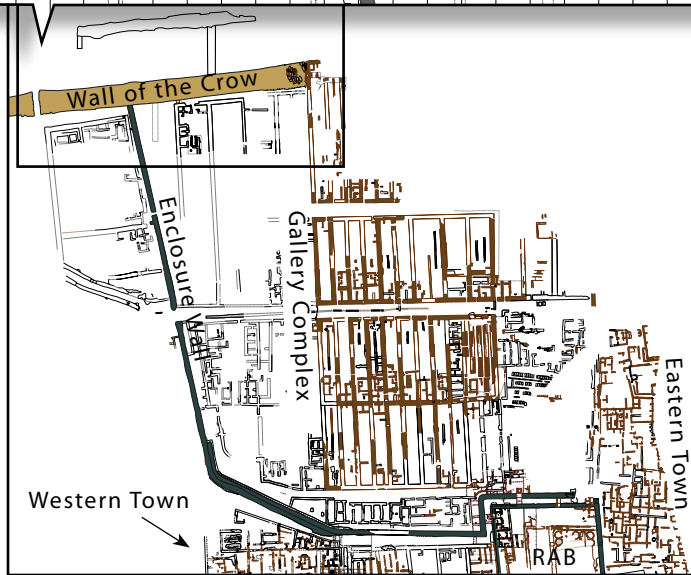 Wall of the Crow
Enclosure Wall
Gallery Complex
Eastern Town
Western Town
RAB